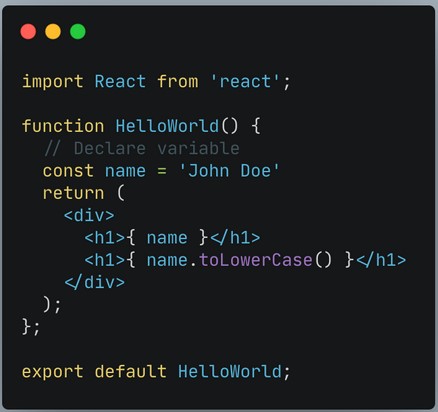 import React from 'react';

function HelloWorld() {
  // Declare variable
  const name = 'John Doe'
  return (
    <div>
      <h1>{ name }</h1>
      <h1>{ name.toLowerCase() }</h1>
    </div>
  );
};

export default HelloWorld;